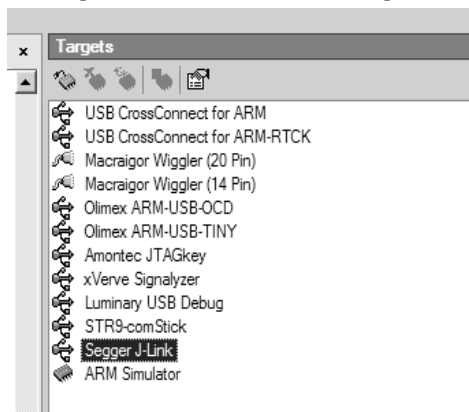 Targets
USB CrossConnect for ARM
USB CrossConnect for ARM-RTCK
Macraigor Wiggler (20 Pin)
Macraigor Wiggler (14 Pin)
Olimex ARM-USB-OCD
Olimex ARM-USB-TINY
Amontec JTAGkey
xVerve Signalyzer
Luminary USB Debug
STR9-comStick
Segger J-Link
ARM Simulator